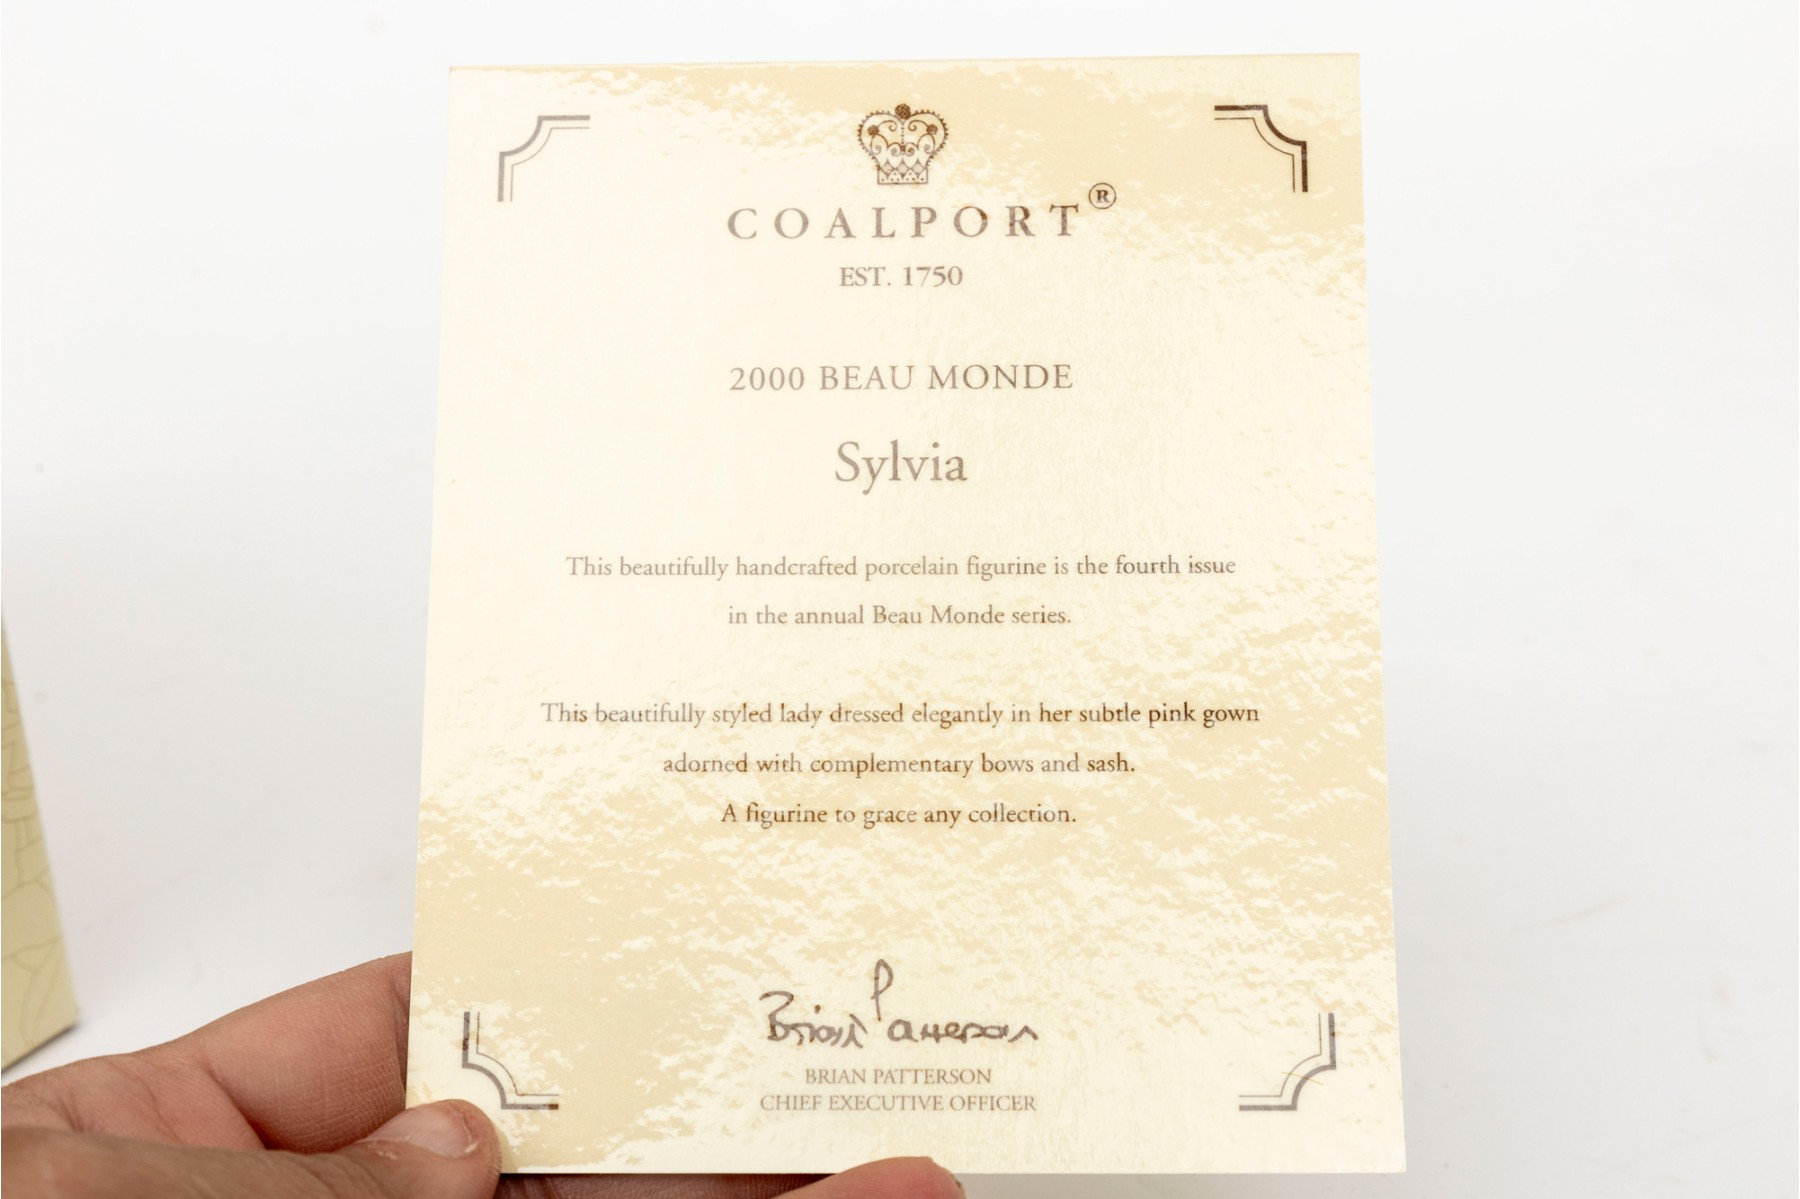 COALPORT®
EST. 1750
2000 BEAU MONDE
Sylvia
This beautifully handcrafted porcelain figurine is the fourth issue
in the annual Beau Monde series.
This beautifully styled lady dressed elegantly in her subtle pink gown
adorned with complementary bows and sash.
A figurine to grace any collection.
Brian Patterson
BRIAN PATTERSON
CHIEF EXECUTIVE OFFICER